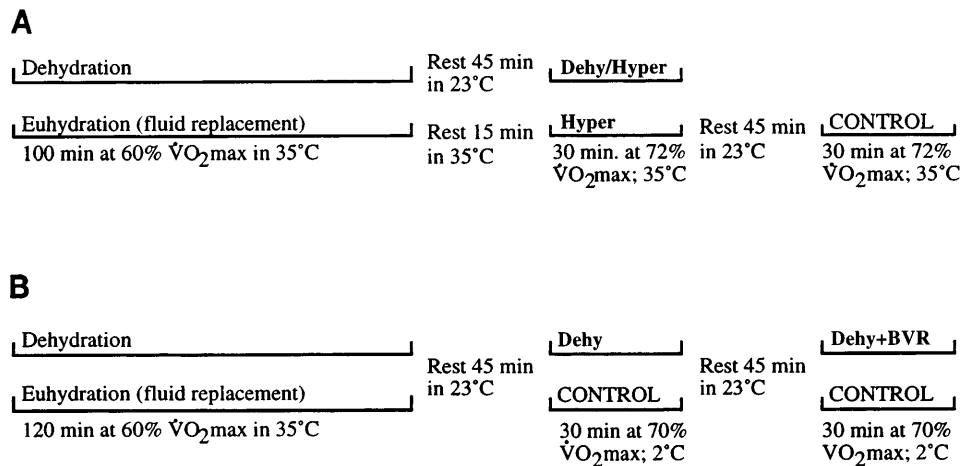 A
Dehydration
Rest 45 min
in 23°C
Dehy/Hyper
Euhydration (fluid replacement)
100 min at 60% V̇O2max in 35°C
Rest 15 min
in 35°C
Hyper
30 min. at 72%
V̇O2max; 35°C
Rest 45 min
in 23°C
CONTROL
30 min at 72%
V̇O2max; 35°C
B
Dehydration
Rest 45 min
in 23°C
Dehy
Rest 45 min
in 23°C
Dehy+BVR
Euhydration (fluid replacement)
120 min at 60% V̇O2max in 35°C
CONTROL
30 min at 70%
V̇O2max; 2°C
CONTROL
30 min at 70%
VO2max; 2°C